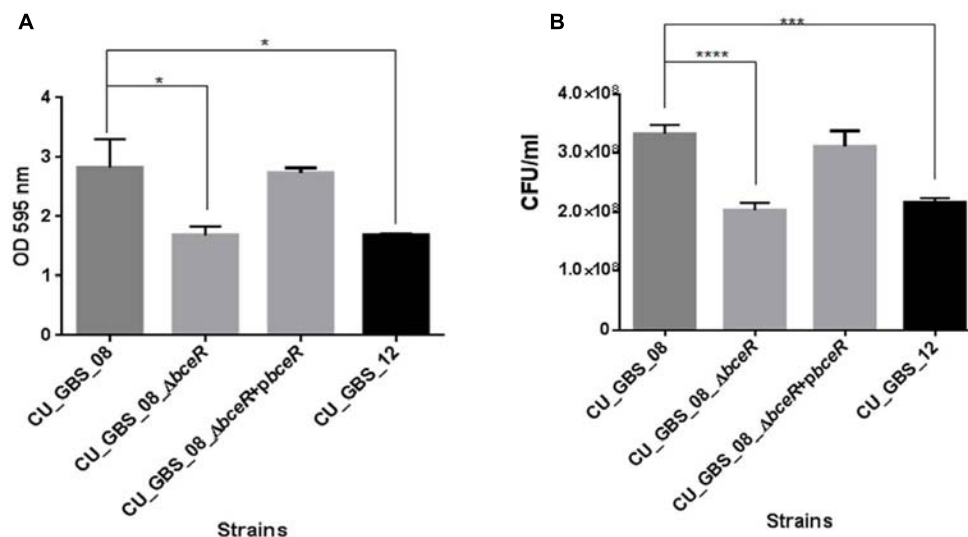 A
*
*
4
3
2
1
0
OD 595 nm
CU_GBS_08
CU_GBS_08_ΔbceR
CU_GBS_08_ΔbceR+pbceR
CU_GBS_12
Strains
B
***
****
4.0×10⁸
3.0×10⁸
2.0×10⁸
1.0×10⁸
0
CFU/ml
CU_GBS_08
CU_GBS_08_ΔbceR
CU_GBS_08_ΔbceR+pbceR
CU_GBS_12
Strains